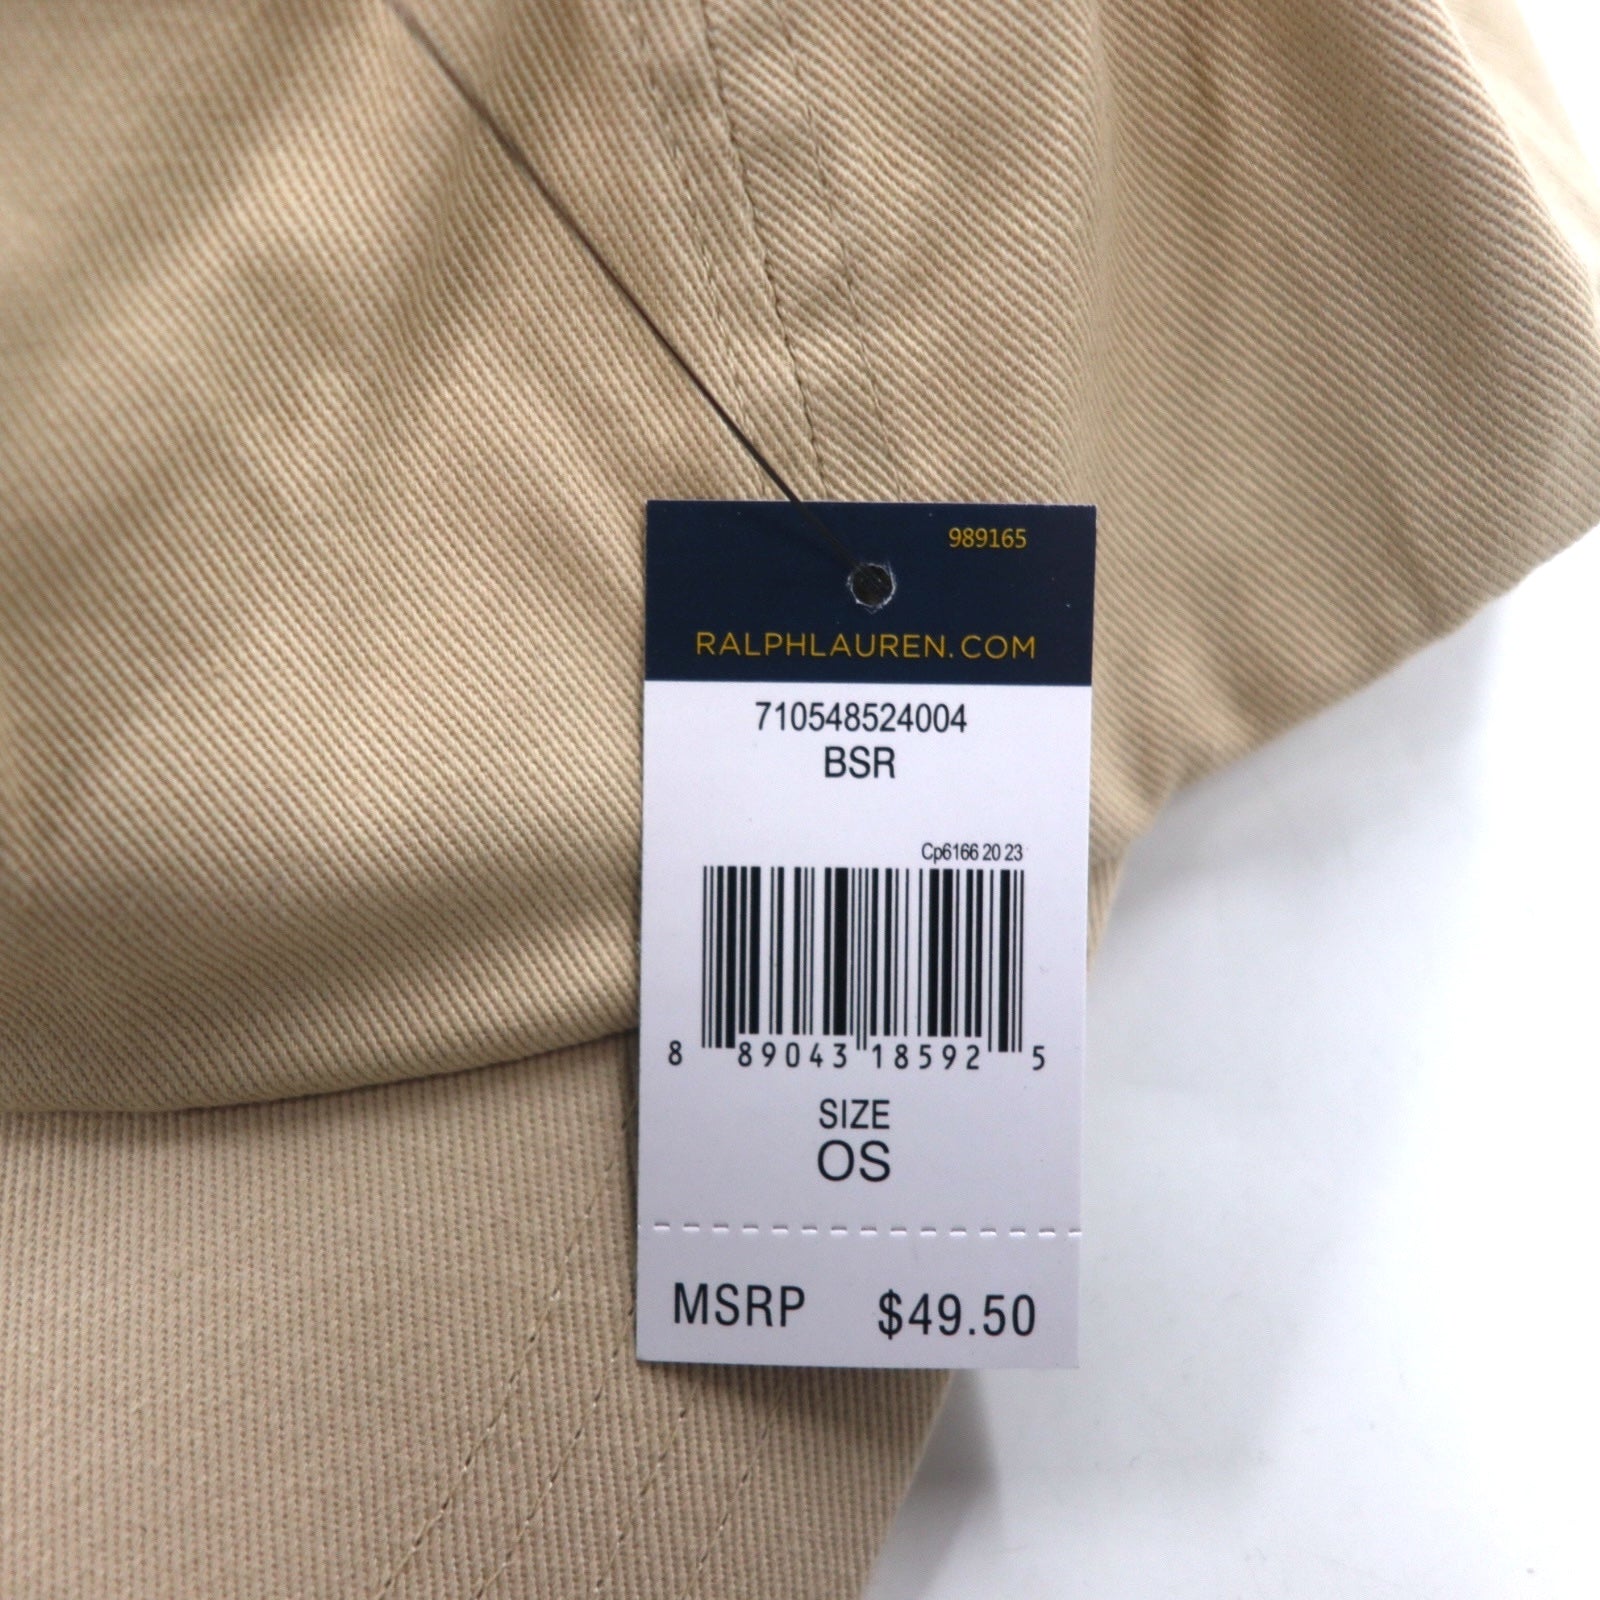 989165
RALPHLAUREN.COM
710548524004
BSR
Cp6166 20 23
8 89043 18592 5
SIZE
OS
MSRP $49.50